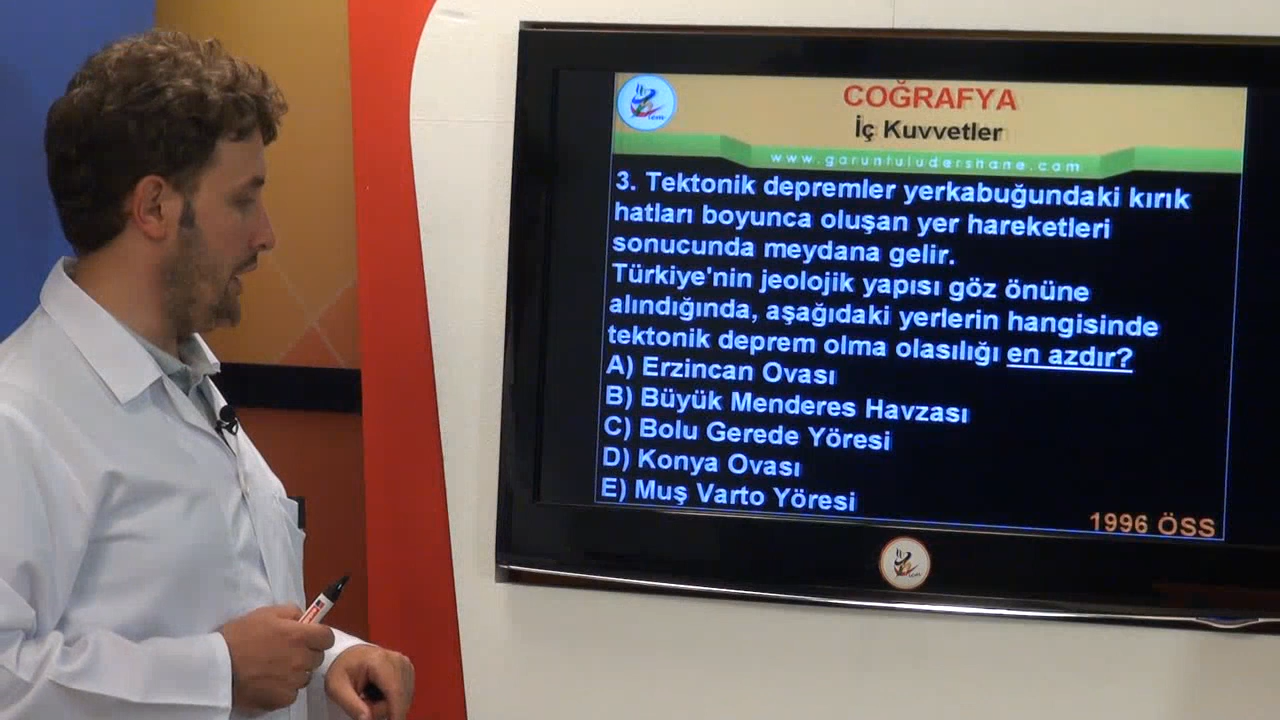 COĞRAFYA
İç Kuvvetler
www.goruntuludershane.com
3. Tektonik depremler yerkabuğundaki kırık
hatları boyunca oluşan yer hareketleri
sonucunda meydana gelir.
Türkiye'nin jeolojik yapısı göz önüne
alındığında, aşağıdaki yerlerin hangisinde
tektonik deprem olma olasılığı en azdır?
A) Erzincan Ovası
B) Büyük Menderes Havzası
C) Bolu Gerede Yöresi
D) Konya Ovası
E) Muş Varto Yöresi
1996 ÖSS